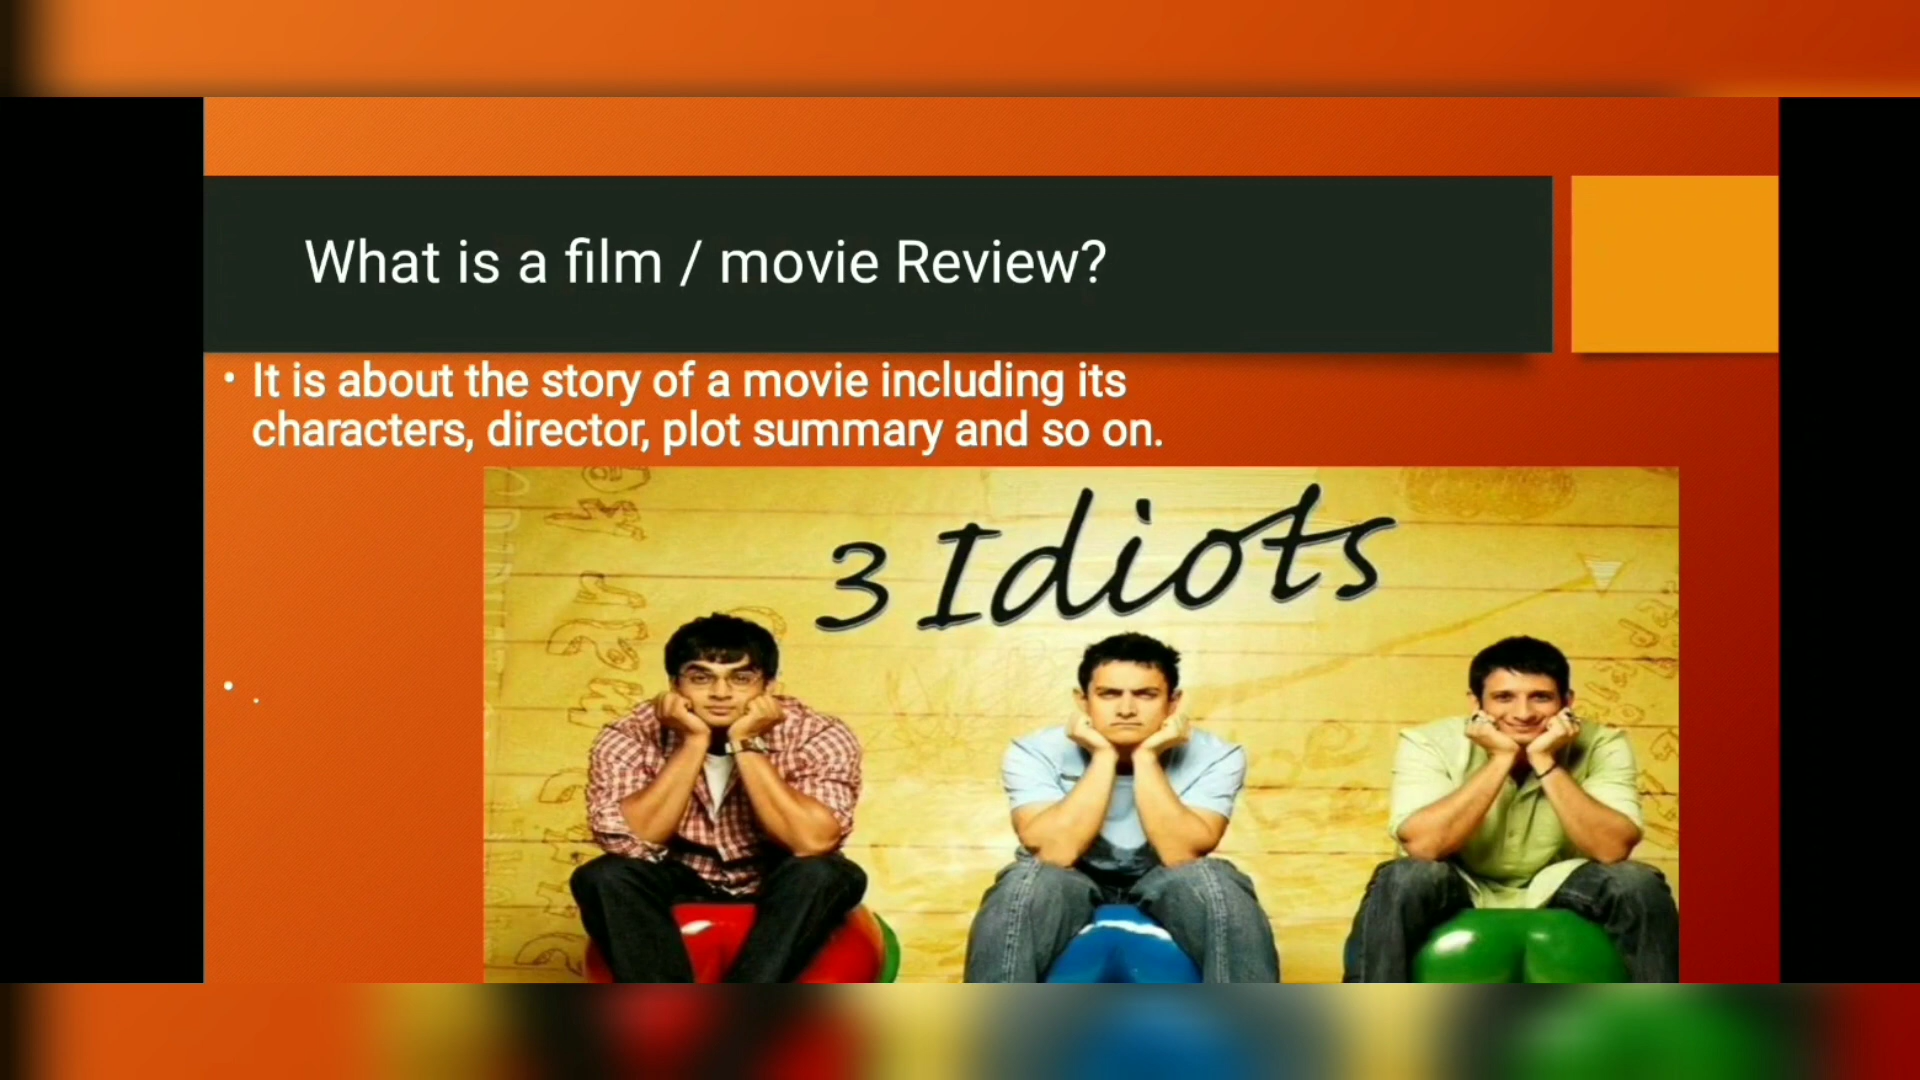 What is a film / movie Review?
• It is about the story of a movie including its
characters, director, plot summary and so on.
3 Idiots
• .